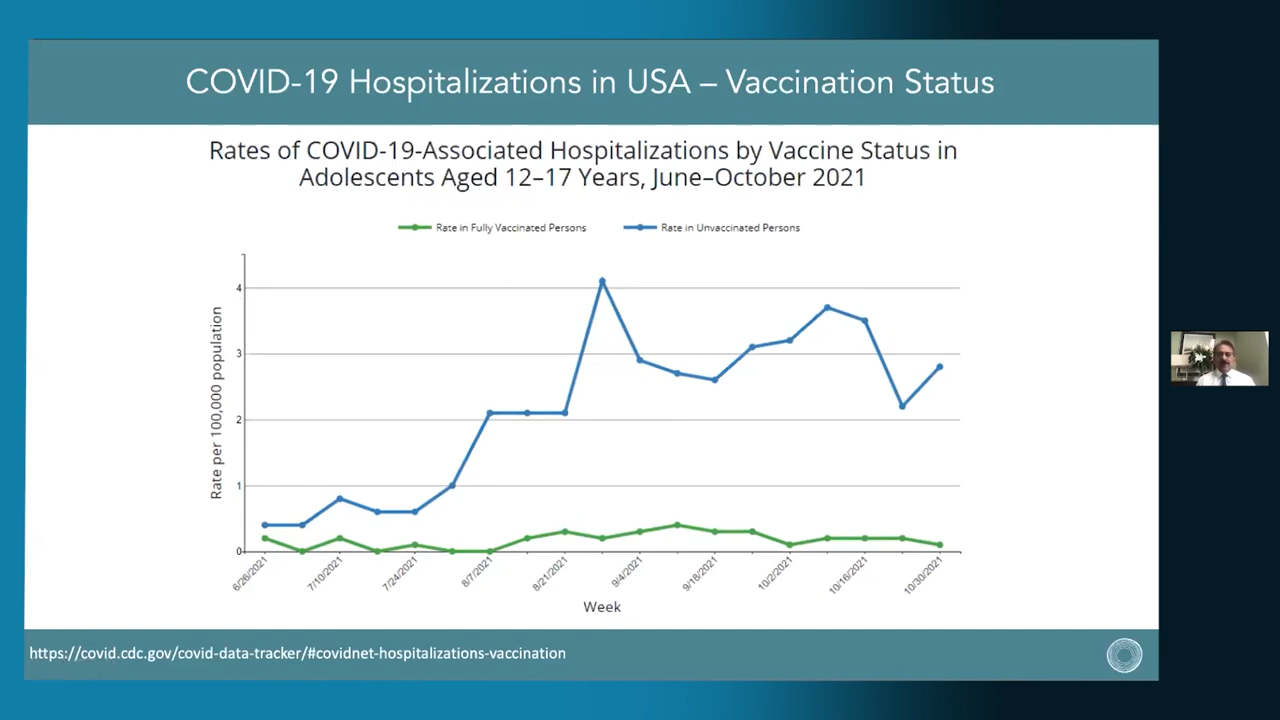 COVID-19 Hospitalizations in USA – Vaccination Status
Rates of COVID-19-Associated Hospitalizations by Vaccine Status in
Adolescents Aged 12–17 Years, June–October 2021
Rate in Fully Vaccinated Persons
Rate in Unvaccinated Persons
Rate per 100,000 population
4
3
2
1
0
6/26/2021
7/10/2021
7/24/2021
8/7/2021
8/21/2021
9/4/2021
9/18/2021
10/2/2021
10/16/2021
10/30/2021
Week
https://covid.cdc.gov/covid-data-tracker/#covidnet-hospitalizations-vaccination